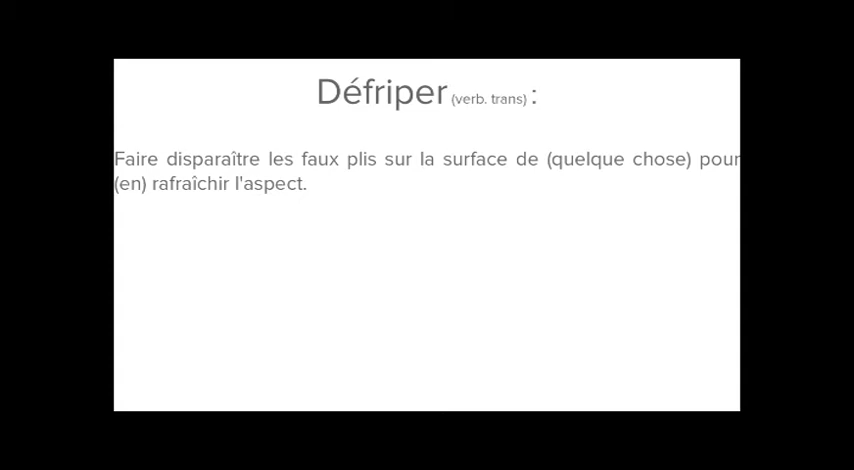 Défriper (verb. trans) :
Faire disparaître les faux plis sur la surface de (quelque chose) pour
(en) rafraîchir l'aspect.